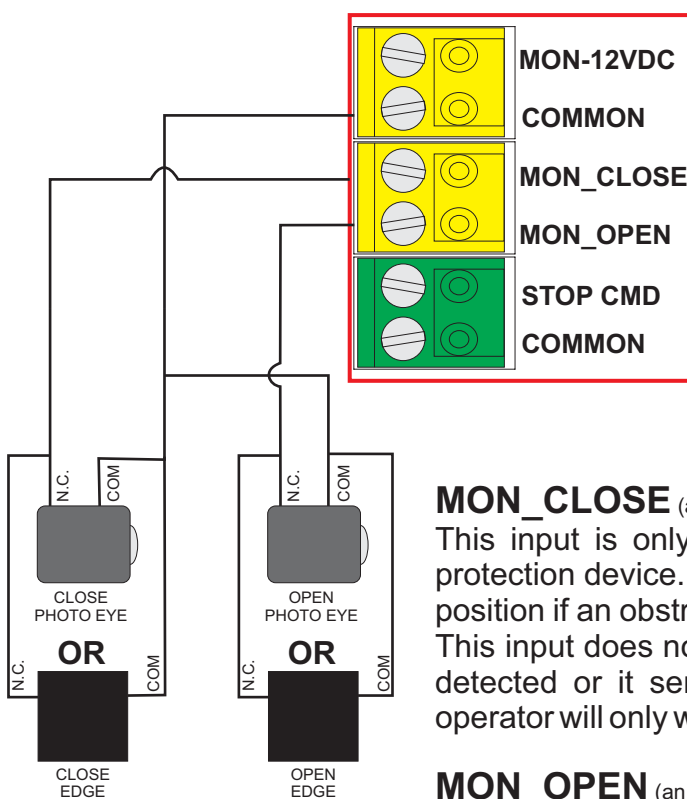 MON-12VDC
COMMON
MON_CLOSE
MON_OPEN
STOP CMD
COMMON
N.C.
COM
N.C.
COM
CLOSE
PHOTO EYE
OPEN
PHOTO EYE
OR
OR
N.C.
COM
N.C.
COM
CLOSE
EDGE
OPEN
EDGE
MON_CLOSE
This input is only
protection device.
position if an obstr
This input does no
detected or it ser
operator will only w
MON_OPEN (an